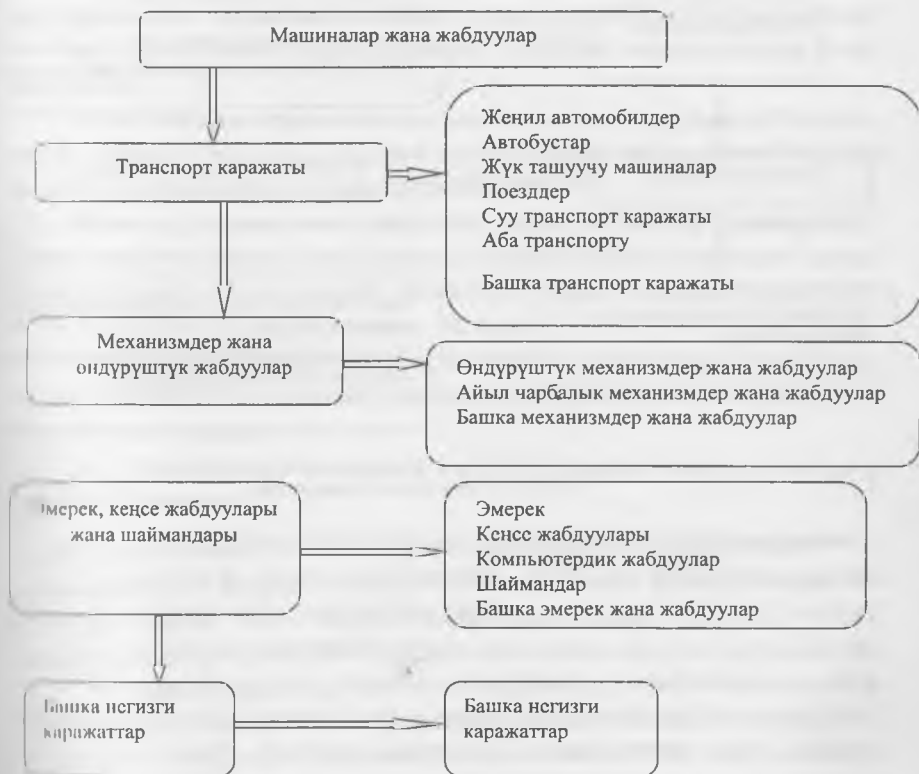 Машиналар жана жабдуулар
Транспорт каражаты
Жеңил автомобилдер
Автобустар
Жүк ташуучу машиналар
Поезддер
Суу транспорт каражаты
Аба транспорту
Башка транспорт каражаты
Механизмдер жана
өндүрүштүк жабдуулар
Өндүрүштүк механизмдер жана жабдуулар
Айыл чарбалык механизмдер жана жабдуулар
Башка механизмдер жана жабдуулар
Эмерек, кеңсе жабдуулары
жана шаймандары
Эмерек
Кеңсе жабдуулары
Компьютердик жабдуулар
Шаймандар
Башка эмерек жана жабдуулар
Башка негизги
каражаттар
Башка негизги
каражаттар